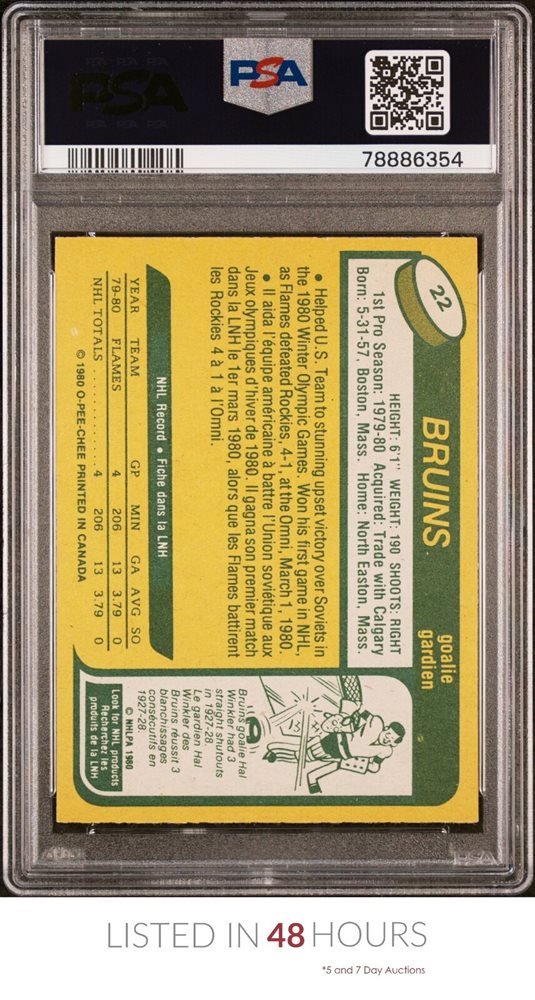 PSA
PSA
78886354
22
BRUINS
goalie
gardien
HEIGHT: 6'1" WEIGHT: 190 SHOOTS: RIGHT
1st Pro Season: 1979-80 Acquired: Trade with Calgary
Born: 5-31-57, Boston, Mass. Home: North Easton, Mass.
• Helped U.S. Team to stunning upset victory over Soviets in
the 1980 Winter Olympic Games. Won his first game in NHL,
as Flames defeated Rockies, 4-1, at the Omni, March 1, 1980.
• Il aida l'équipe américaine à battre l'Union soviétique aux
Jeux olympiques d'hiver de 1980. Il gagna son premier match
dans la LNH le 1er mars 1980, alors que les Flames battirent
les Rockies 4 à 1 à l'Omni.
NHL Record • Fiche dans la LNH
YEAR TEAM GP MIN GA AVG SO
79-80 FLAMES 4 206 13 3.79 0
NHL TOTALS .......... 4 206 13 3.79 0
© 1980 O-PEE-CHEE PRINTED IN CANADA
Bruins goalie Hal
Winkler had 3
straight shutouts
in 1927-28
Le gardien Hal
Winkler des
Bruins réussit 3
blanchissages
consécutifs en
1927-28
© NHLPA 1980
Look for NHL products
Recherchez les
produits de la LNH
PSA
LISTED IN 48 HOURS
*5 and 7 Day Auctions